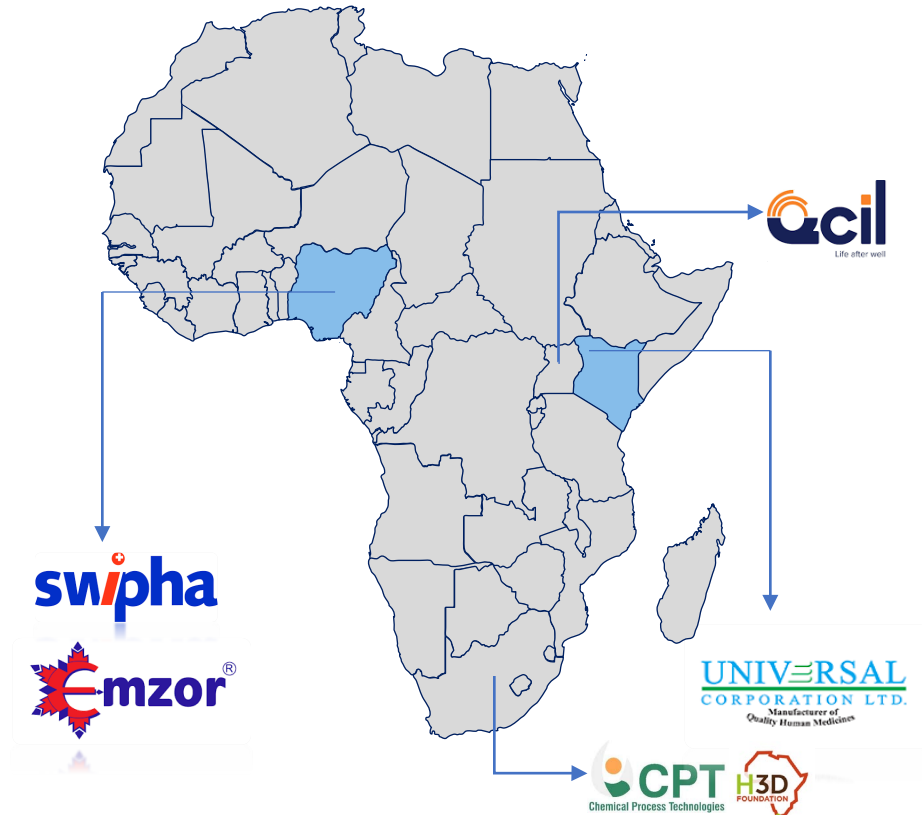 Qcil
Life after well
swipha
Emzor®
UNIVERSAL
CORPORATION LTD.
Manufacturer of
Quality Human Medicines
CPT
Chemical Process Technologies
H3D
FOUNDATION